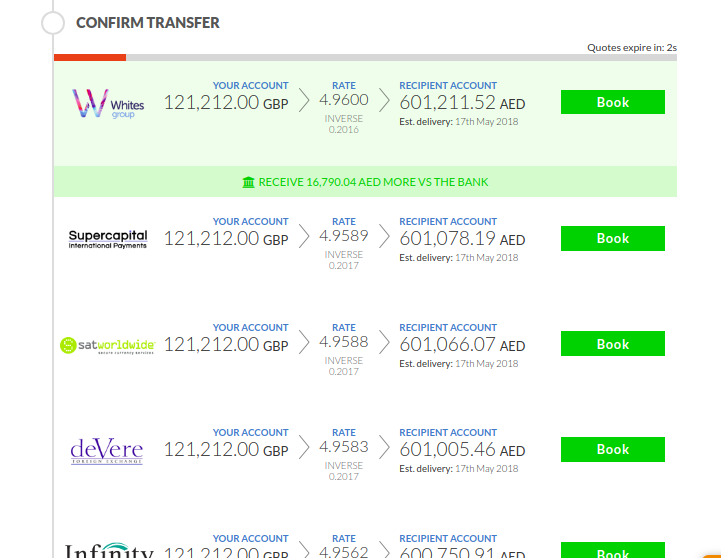 CONFIRM TRANSFER
Quotes expire in: 2s
Whites
group
YOUR ACCOUNT
121,212.00 GBP
RATE
4.9600
INVERSE
0.2016
RECIPIENT ACCOUNT
601,211.52 AED
Est. delivery: 17th May 2018
Book
RECEIVE 16,790.04 AED MORE VS THE BANK
Supercapital
International Payments
YOUR ACCOUNT
121,212.00 GBP
RATE
4.9589
INVERSE
0.2017
RECIPIENT ACCOUNT
601,078.19 AED
Est. delivery: 17th May 2018
Book
satworldwide
secure currency services
YOUR ACCOUNT
121,212.00 GBP
RATE
4.9588
INVERSE
0.2017
RECIPIENT ACCOUNT
601,066.07 AED
Est. delivery: 17th May 2018
Book
deVere
FOREIGN EXCHANGE
YOUR ACCOUNT
121,212.00 GBP
RATE
4.9583
INVERSE
0.2017
RECIPIENT ACCOUNT
601,005.46 AED
Est. delivery: 17th May 2018
Book
Infinity
YOUR ACCOUNT
121,212.00 GBP
RATE
4.9562
RECIPIENT ACCOUNT
600,750.91 AED
Book